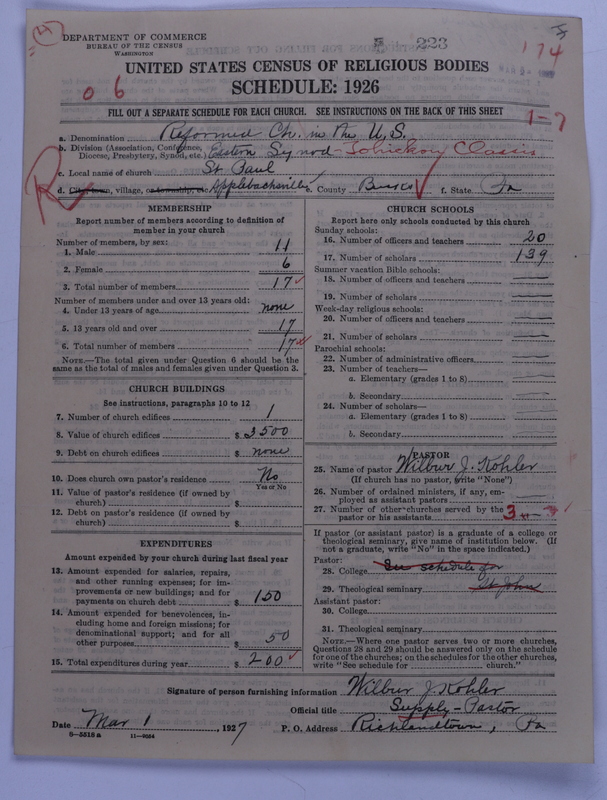 (4)
DEPARTMENT OF COMMERCE
BUREAU OF THE CENSUS
WASHINGTON
223
174
UNITED STATES CENSUS OF RELIGIOUS BODIES
SCHEDULE: 1926
0 6
FILL OUT A SEPARATE SCHEDULE FOR EACH CHURCH. SEE INSTRUCTIONS ON THE BACK OF THIS SHEET
1-7
a. Denomination Reformed Ch. in the U.S.
b. Division (Association, Conference, Diocese, Presbytery, Synod, etc.) Eastern Synod - Tohickon Classis
c. Local name of church St Paul
d. City, town, village, or township, etc. Applebachsville e. County Bucks f. State Pa
R
MEMBERSHIP
Report number of members according to definition of
member in your church
Number of members, by sex:
1. Male 11
2. Female 6
3. Total number of members 17
Number of members under and over 13 years old:
4. Under 13 years of age none
5. 13 years old and over 17
6. Total number of members 17
NOTE.—The total given under Question 6 should be the
same as the total of males and females given under Question 3.
CHURCH BUILDINGS
See instructions, paragraphs 10 to 12
7. Number of church edifices 1
8. Value of church edifices $ 3500
9. Debt on church edifices $ none
10. Does church own pastor's residence? No
Yes or No
11. Value of pastor's residence (if owned by
church) $
12. Debt on pastor's residence (if owned by
church) $
EXPENDITURES
Amount expended by your church during last fiscal year
13. Amount expended for salaries, repairs,
and other running expenses; for im-
provements or new buildings; and for
payments on church debt $ 150
14. Amount expended for benevolences, in-
cluding home and foreign missions; for
denominational support; and for all
other purposes $ 50
15. Total expenditures during year $ 200
CHURCH SCHOOLS
Report here only schools conducted by this church
Sunday schools:
16. Number of officers and teachers 20
17. Number of scholars 139
Summer vacation Bible schools:
18. Number of officers and teachers
19. Number of scholars
Week-day religious schools:
20. Number of officers and teachers
21. Number of scholars
Parochial schools:
22. Number of administrative officers
23. Number of teachers—
a. Elementary (grades 1 to 8)
b. Secondary
24. Number of scholars—
a. Elementary (grades 1 to 8)
b. Secondary
PASTOR
25. Name of pastor Wilbur J. Kohler
(If church has no pastor, write "None")
26. Number of ordained ministers, if any, em-
ployed as assistant pastors
27. Number of other churches served by the
pastor or his assistants 3
If pastor (or assistant pastor) is a graduate of a college or
theological seminary, give name of institution below. (If
not a graduate, write "No" in the space indicated.)
Pastor:
28. College See schedule for
29. Theological seminary St Johns
Assistant pastor:
30. College
31. Theological seminary
NOTE.—Where one pastor serves two or more churches,
Questions 28 and 29 should be answered only on the schedule
for one of the churches; on the schedules for the other churches,
write "See schedule for church."
Signature of person furnishing information Wilbur J. Kohler
Official title Supply-Pastor
Date Mar 1, 1927 P. O. Address Richlandtown, Pa
8-5518 a 11-9684